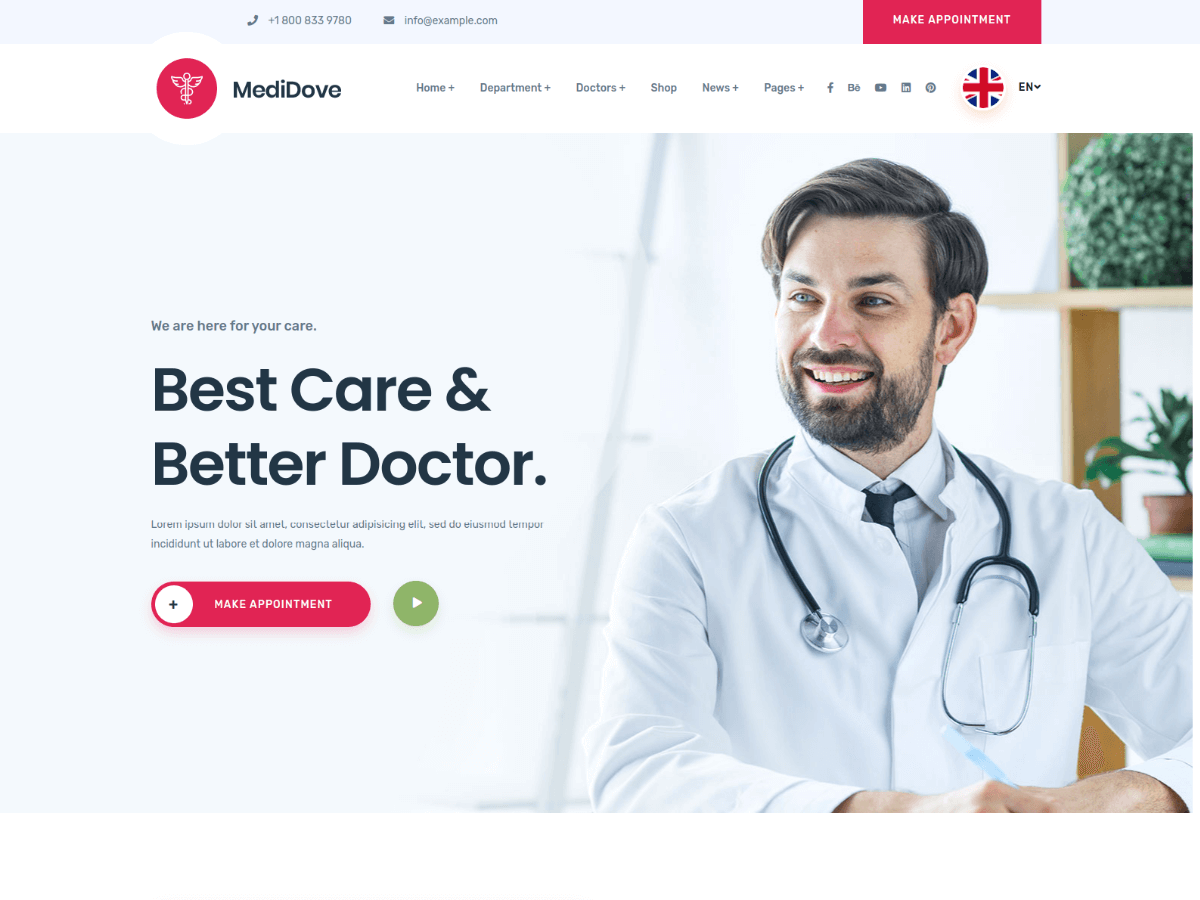 +1 800 833 9780 info@example.com MAKE APPOINTMENT
MediDove Home + Department + Doctors + Shop News + Pages + EN
We are here for your care.
Best Care &
Better Doctor.
Lorem ipsum dolor sit amet, consectetur adipisicing elit, sed do eiusmod tempor
incididunt ut labore et dolore magna aliqua.
+ MAKE APPOINTMENT